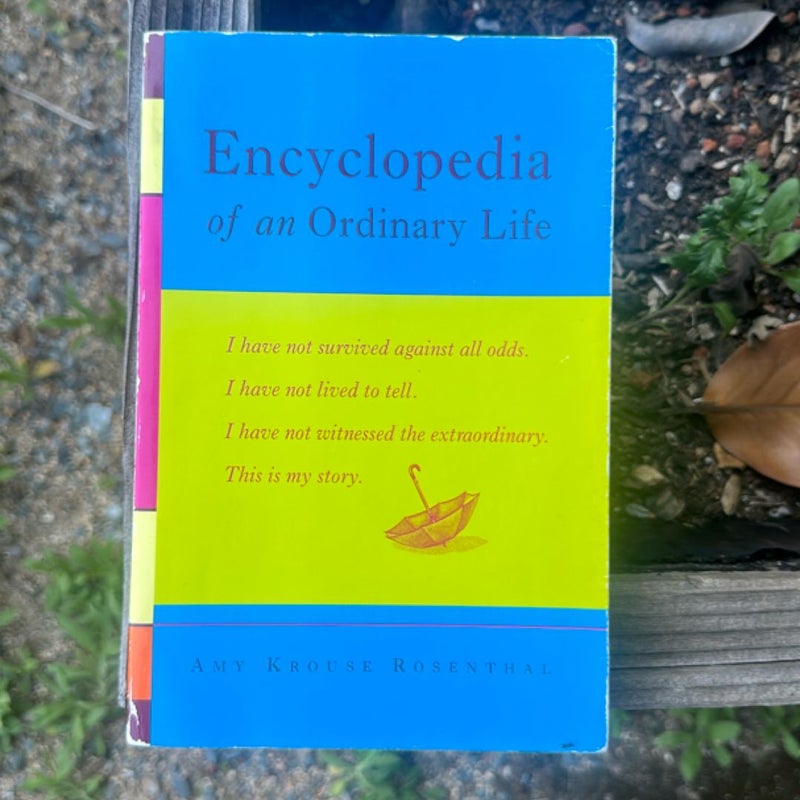 Encyclopedia
of an Ordinary Life
I have not survived against all odds.
I have not lived to tell.
I have not witnessed the extraordinary.
This is my story.
AMY KROUSE ROSENTHAL